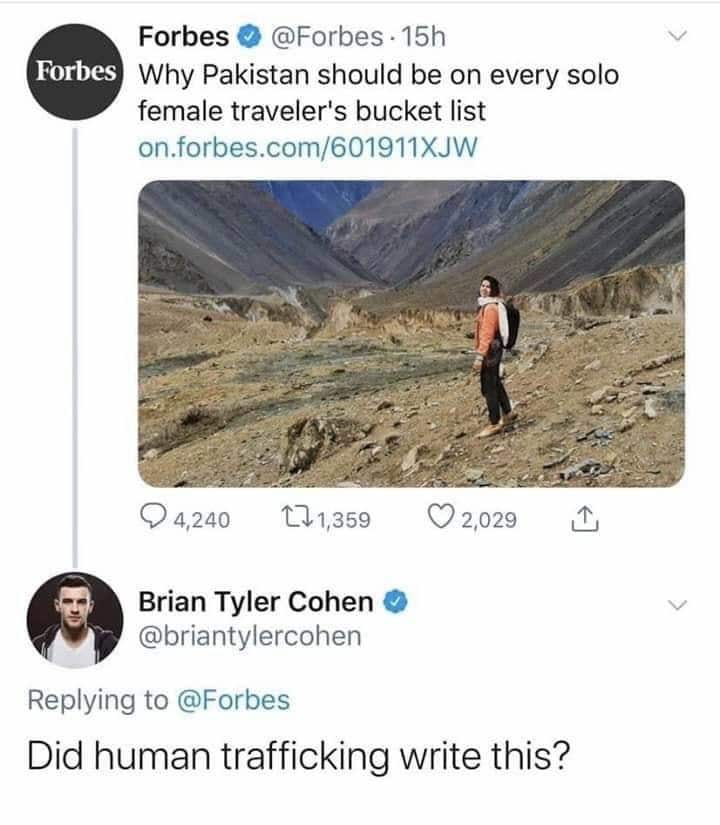 Forbes @Forbes · 15h
Forbes
Why Pakistan should be on every solo
female traveler's bucket list
on.forbes.com/601911XJW
4,240 1,359 2,029
Brian Tyler Cohen
@briantylercohen
Replying to @Forbes
Did human trafficking write this?